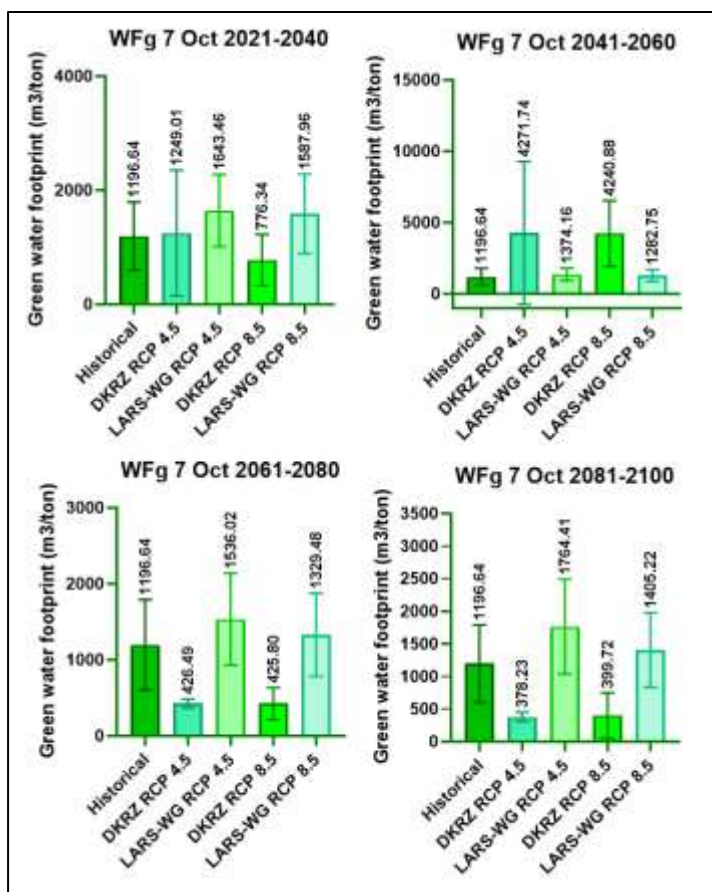 WFg 7 Oct 2021-2040
Green water footprint (m3/ton)
4000
2000
0
1196.64
1249.01
1643.46
776.34
1587.96
Historical
DKRZ RCP 4.5
LARS-WG RCP 4.5
DKRZ RCP 8.5
LARS-WG RCP 8.5
WFg 7 Oct 2041-2060
Green water footprint (m3/ton)
15000
10000
5000
0
1196.64
4271.74
1374.16
4240.88
1282.75
Historical
DKRZ RCP 4.5
LARS-WG RCP 4.5
DKRZ RCP 8.5
LARS-WG RCP 8.5
WFg 7 Oct 2061-2080
Green water footprint (m3/ton)
3000
2000
1000
0
1196.64
426.49
1536.02
425.80
1329.48
Historical
DKRZ RCP 4.5
LARS-WG RCP 4.5
DKRZ RCP 8.5
LARS-WG RCP 8.5
WFg 7 Oct 2081-2100
Green water footprint (m3/ton)
3500
3000
2500
2000
1500
1000
500
0
1196.64
378.23
1764.41
399.72
1405.22
Historical
DKRZ RCP 4.5
LARS-WG RCP 4.5
DKRZ RCP 8.5
LARS-WG RCP 8.5